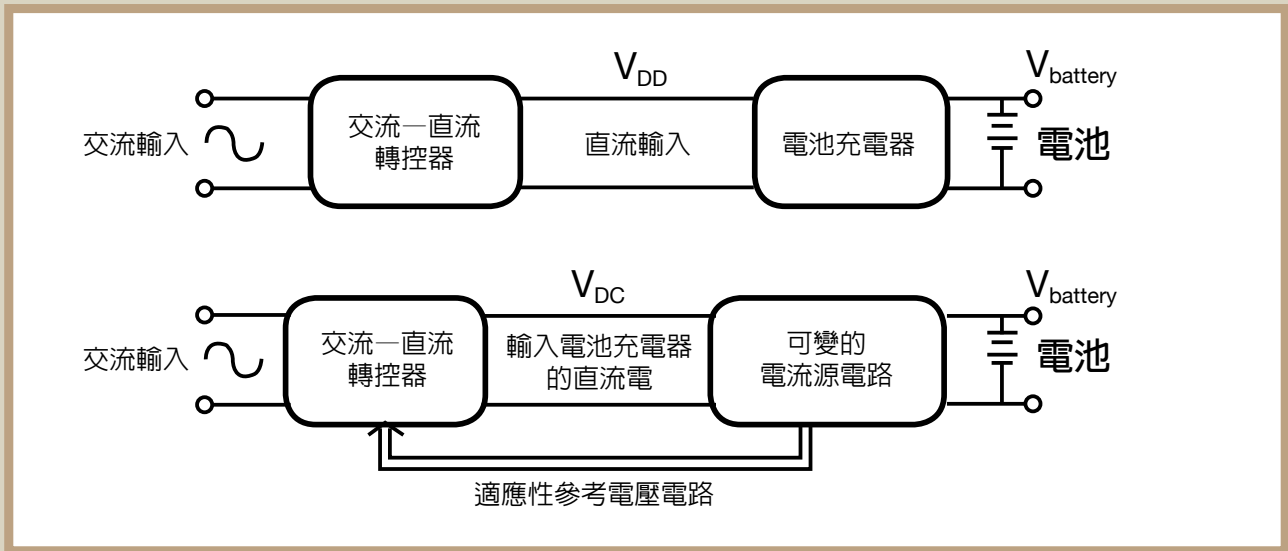 V_DD
V_battery
交流輸入
交流—直流
轉控器
直流輸入
電池充電器
電池
V_DC
V_battery
交流輸入
交流—直流
轉控器
輸入電池充電器
的直流電
可變的
電流源電路
電池
適應性參考電壓電路